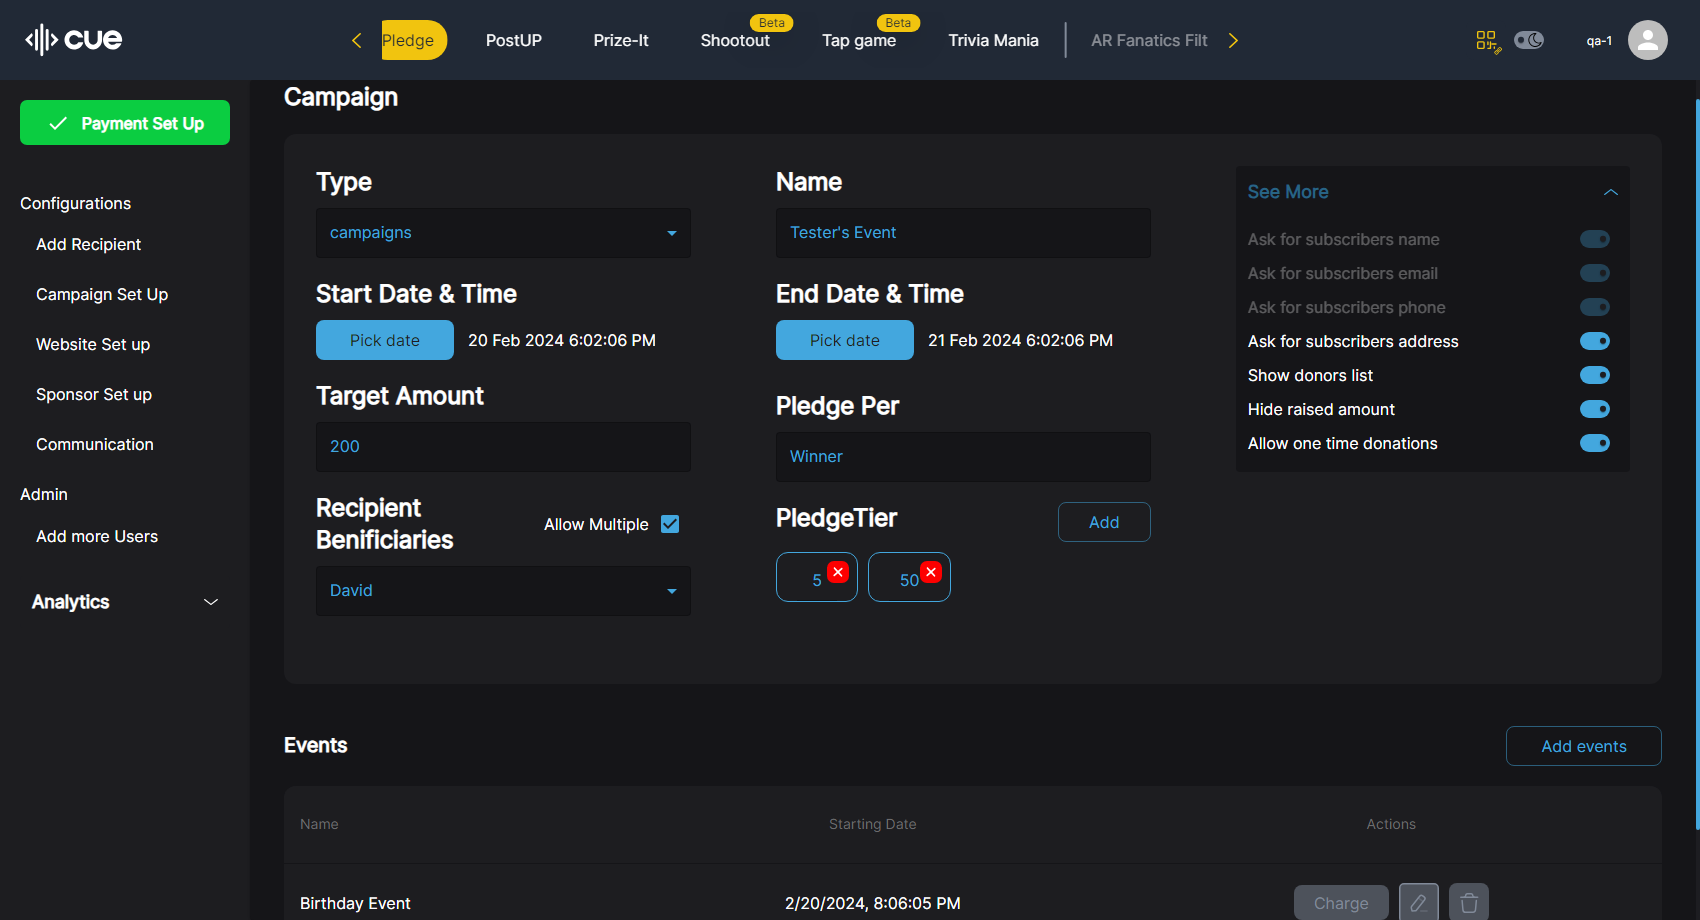 cue
Pledge
PostUP
Prize-It
Shootout
Beta
Tap game
Beta
Trivia Mania
AR Fanatics Filt
qa-1
Payment Set Up
Configurations
Add Recipient
Campaign Set Up
Website Set up
Sponsor Set up
Communication
Admin
Add more Users
Analytics
Campaign
Type
campaigns
Name
Tester's Event
Start Date & Time
Pick date
20 Feb 2024 6:02:06 PM
End Date & Time
Pick date
21 Feb 2024 6:02:06 PM
Target Amount
200
Pledge Per
Winner
Recipient
Benificiaries
Allow Multiple
David
PledgeTier
Add
5
50
See More
Ask for subscribers name
Ask for subscribers email
Ask for subscribers phone
Ask for subscribers address
Show donors list
Hide raised amount
Allow one time donations
Events
Add events
Name
Starting Date
Actions
Birthday Event
2/20/2024, 8:06:05 PM
Charge